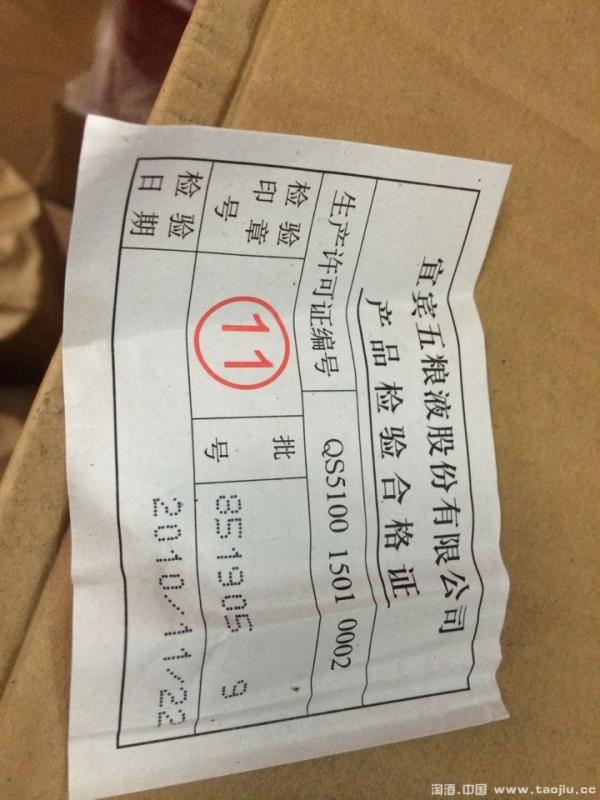 宜宾五粮液股份有限公司
产品检验合格证
生产许可证编号 QS5100 1501 0002
检验印章号 11 批号 851905 9
检验日期 2010/11/22
淘酒.中国 www.taojiu.cc